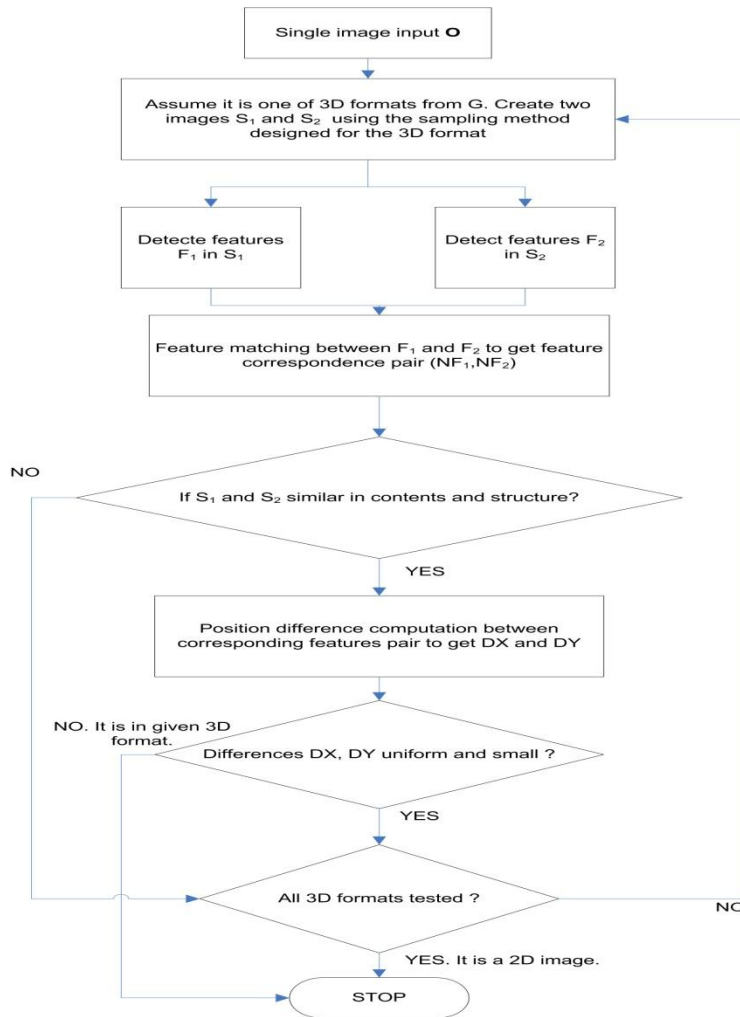 Single image input O
Assume it is one of 3D formats from G. Create two
images S₁ and S₂ using the sampling method
designed for the 3D format
Detecte features
F₁ in S₁
Detect features F₂
in S₂
Feature matching between F₁ and F₂ to get feature
correspondence pair (NF₁,NF₂)
NO
If S₁ and S₂ similar in contents and structure?
YES
Position difference computation between
corresponding features pair to get DX and DY
NO. It is in given 3D
format.
Differences DX, DY uniform and small ?
YES
All 3D formats tested ?
NO
YES. It is a 2D image.
STOP